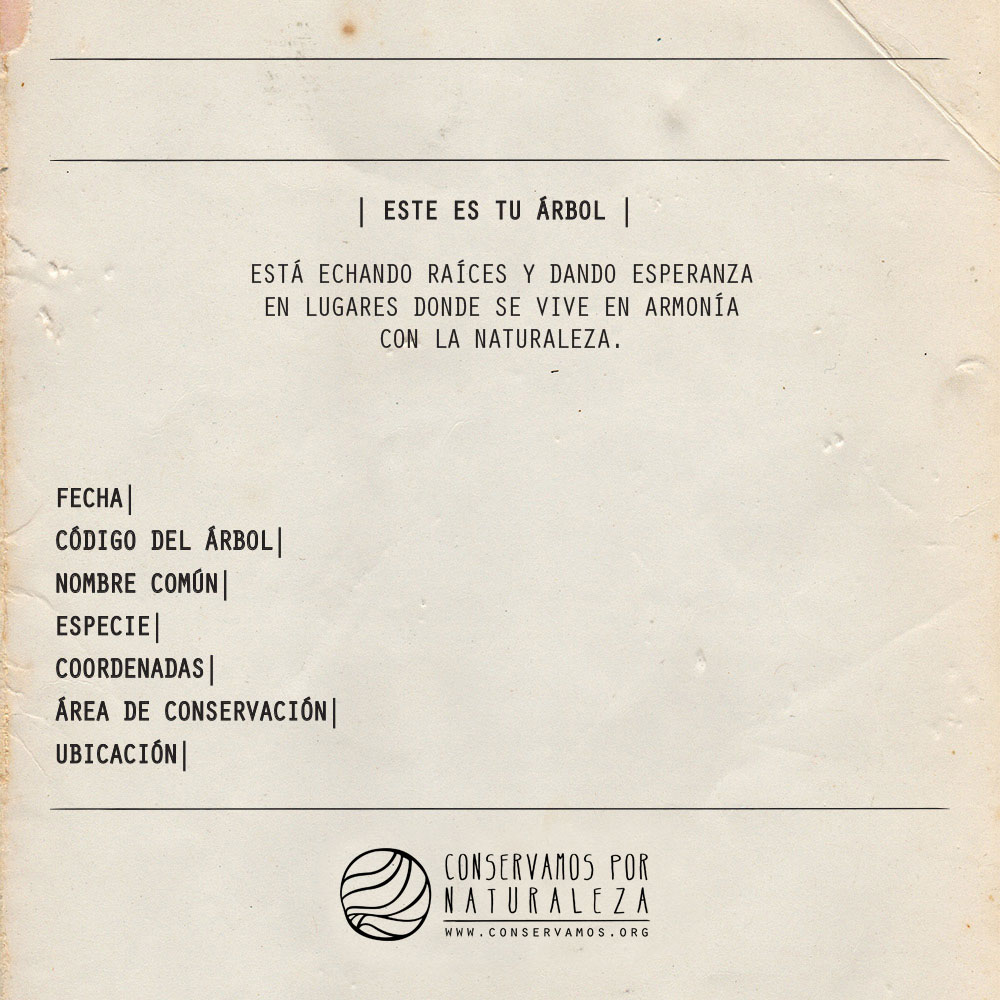 | ESTE ES TU ÁRBOL |
ESTÁ ECHANDO RAÍCES Y DANDO ESPERANZA
EN LUGARES DONDE SE VIVE EN ARMONÍA
CON LA NATURALEZA.
FECHA|
CÓDIGO DEL ÁRBOL|
NOMBRE COMÚN|
ESPECIE|
COORDENADAS|
ÁREA DE CONSERVACIÓN|
UBICACIÓN|
CONSERVAMOS POR
NATURALEZA
WWW.CONSERVAMOS.ORG